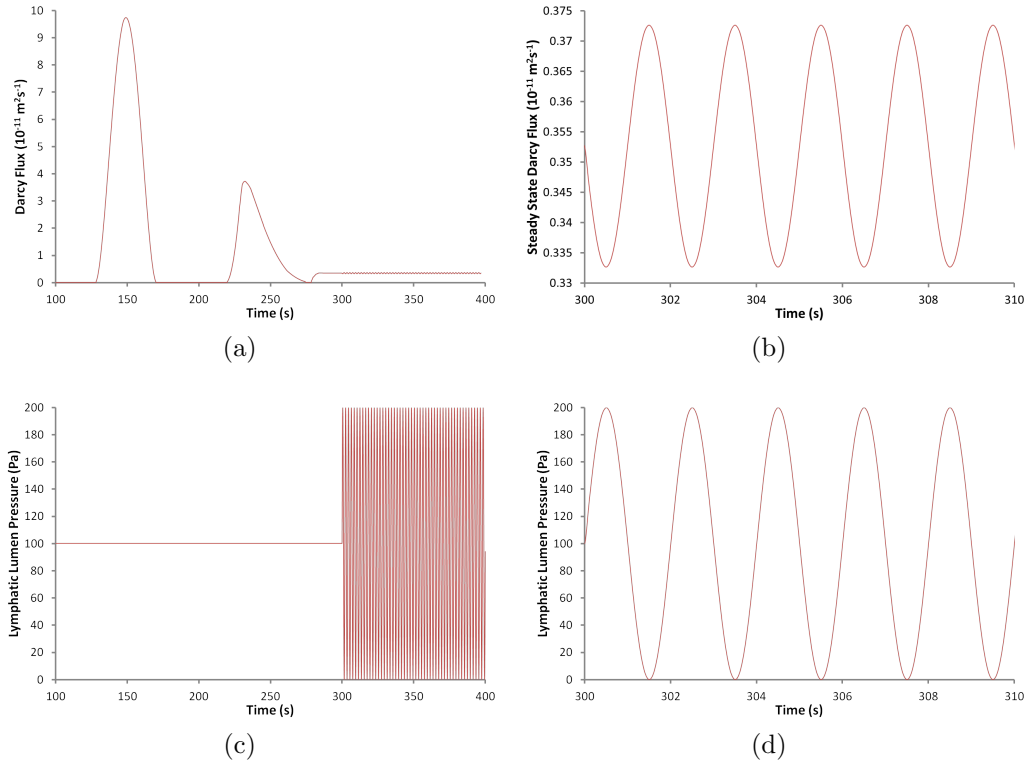 Darcy Flux (10⁻¹¹ m²s⁻¹)
10
9
8
7
6
5
4
3
2
1
0
100 150 200 250 300 350 400
Time (s)
(a)
Steady State Darcy Flux (10⁻¹¹ m²s⁻¹)
0.375
0.37
0.365
0.36
0.355
0.35
0.345
0.34
0.335
0.33
300 302 304 306 308 310
Time (s)
(b)
Lymphatic Lumen Pressure (Pa)
200
180
160
140
120
100
80
60
40
20
0
100 150 200 250 300 350 400
Time (s)
(c)
Lymphatic Lumen Pressure (Pa)
200
180
160
140
120
100
80
60
40
20
0
300 302 304 306 308 310
Time (s)
(d)